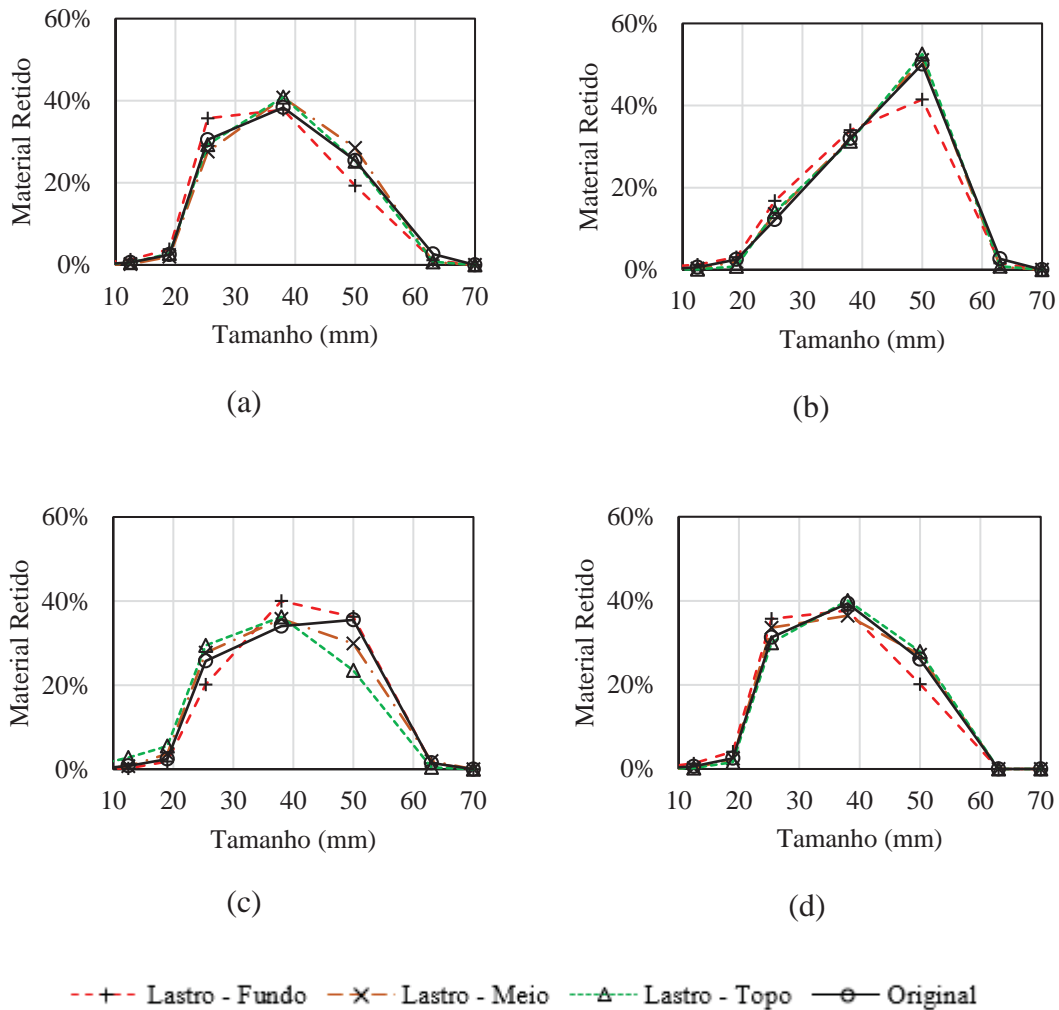 60%
40%
20%
0%
Material Retido
10 20 30 40 50 60 70
Tamanho (mm)
(a)
60%
40%
20%
0%
Material Retido
10 20 30 40 50 60 70
Tamanho (mm)
(b)
60%
40%
20%
0%
Material Retido
10 20 30 40 50 60 70
Tamanho (mm)
(c)
60%
40%
20%
0%
Material Retido
10 20 30 40 50 60 70
Tamanho (mm)
(d)
Lastro - Fundo Lastro - Meio Lastro - Topo Original